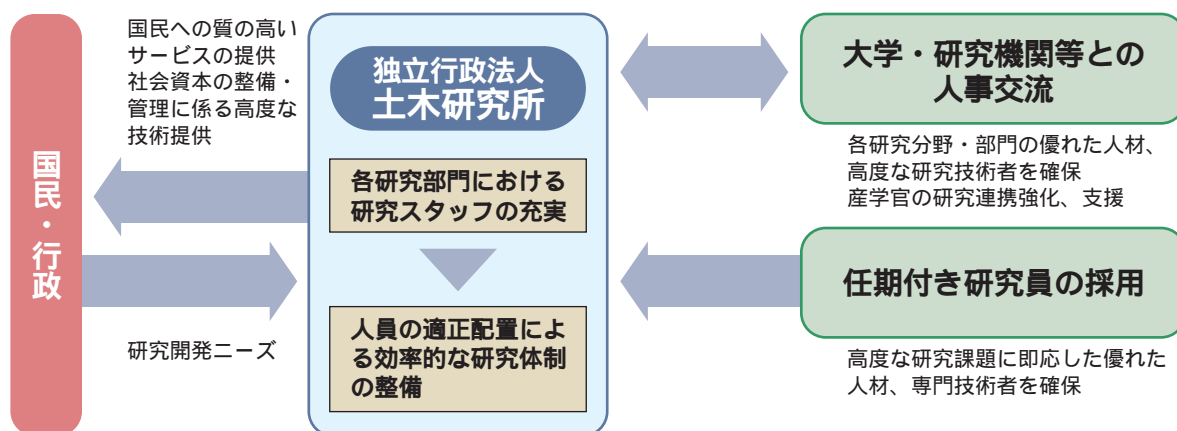 国民・行政
国民への質の高い
サービスの提供
社会資本の整備・
管理に係る高度な
技術提供
研究開発ニーズ
独立行政法人
土木研究所
各研究部門における
研究スタッフの充実
人員の適正配置によ
る効率的な研究体制
の整備
大学・研究機関等との
人事交流
各研究分野・部門の優れた人材、
高度な研究技術者を確保
産学官の研究連携強化、支援
任期付き研究員の採用
高度な研究課題に即応した優れた
人材、専門技術者を確保